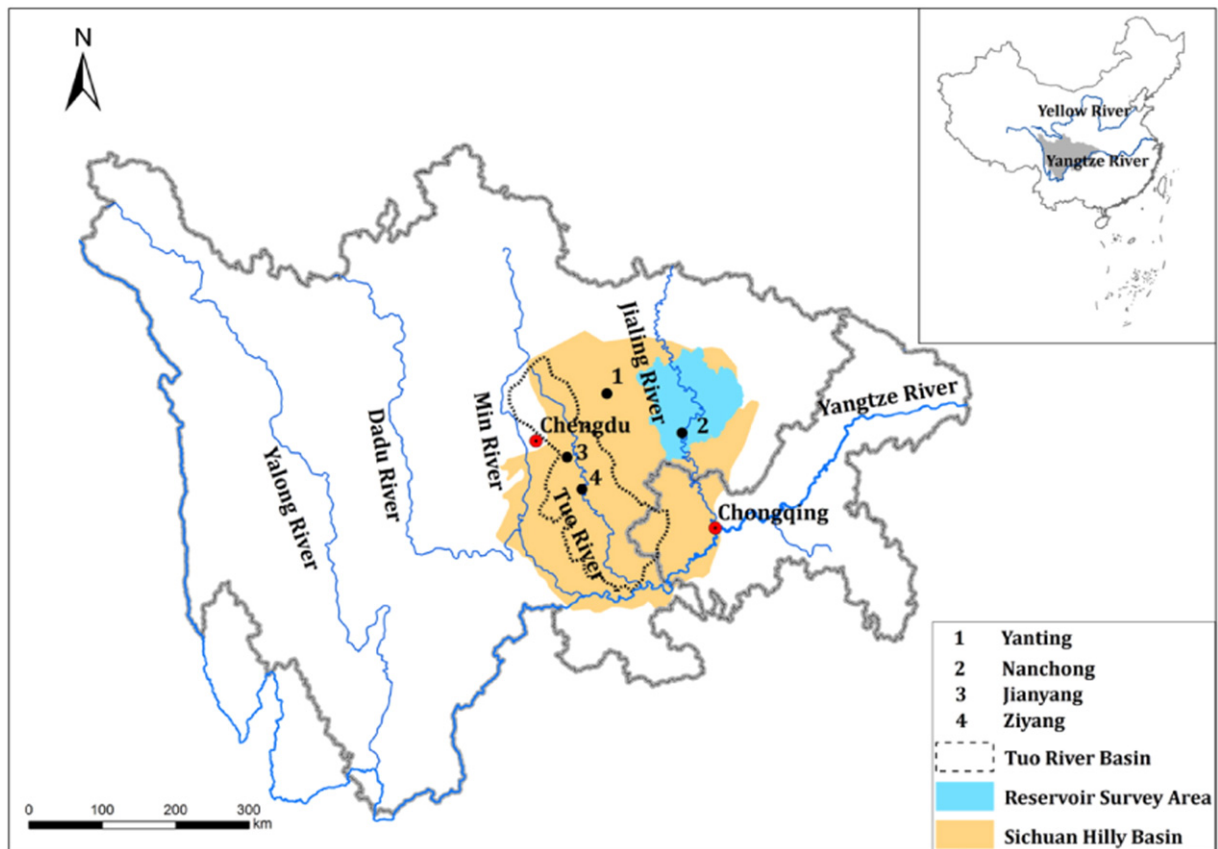 N
Yellow River
Yangtze River
Jialing River
1
Yangtze River
Min River
Chengdu
2
Dadu River
3
Yalong River
4
Tuo River
Chongqing
0 100 200 300
km
1 Yanting
2 Nanchong
3 Jianyang
4 Ziyang
Tuo River Basin
Reservoir Survey Area
Sichuan Hilly Basin